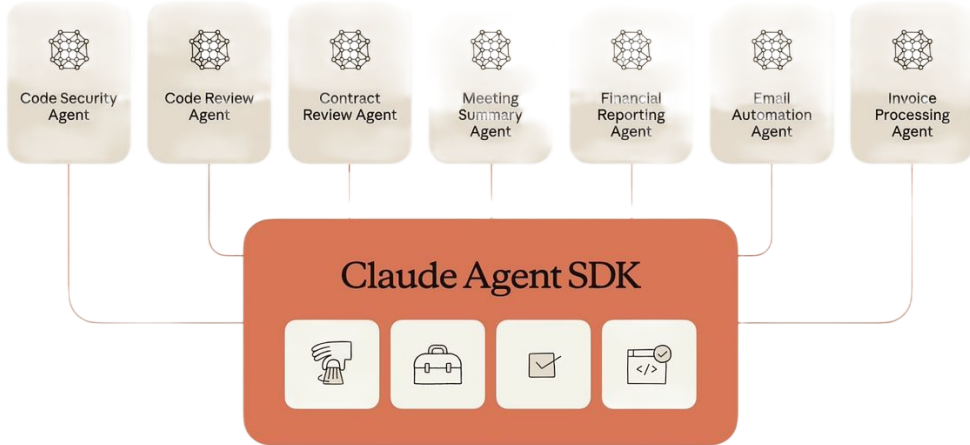 Code Security
Agent
Code Review
Agent
Contract
Review Agent
Meeting
Summary
Agent
Financial
Reporting
Agent
Email
Automation
Agent
Invoice
Processing
Agent
Claude Agent SDK
</>